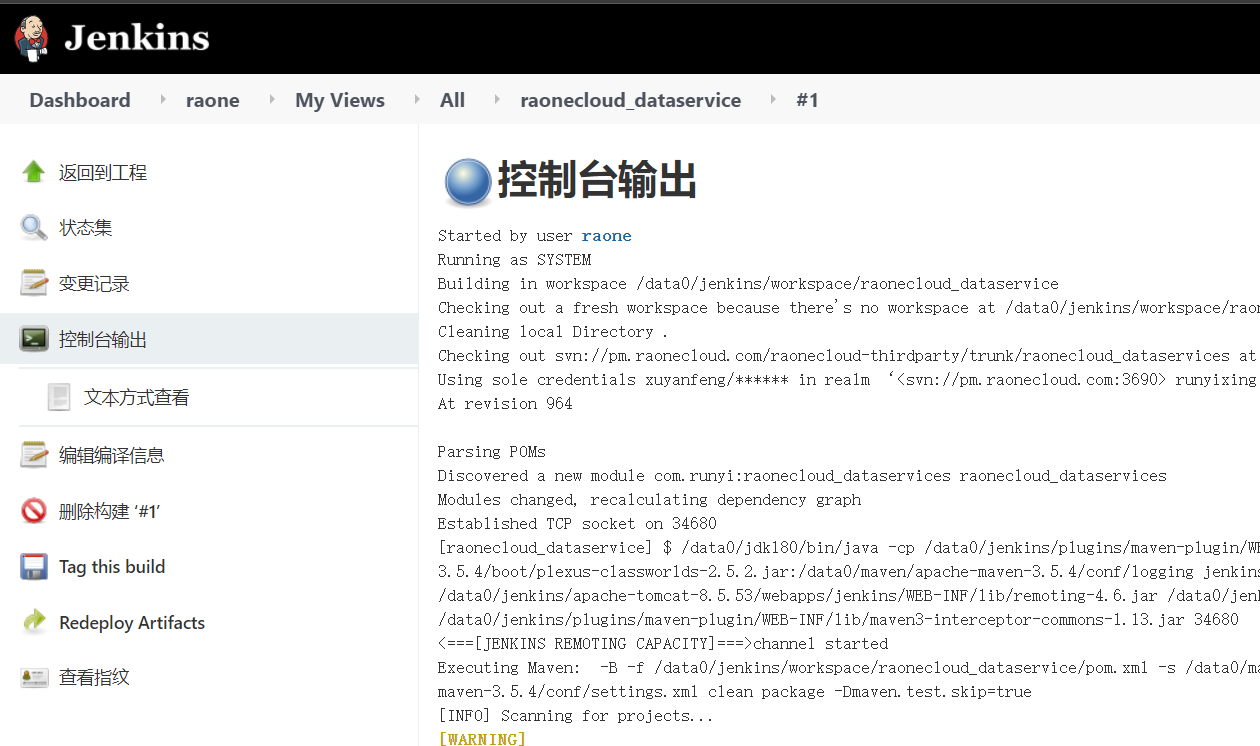 Jenkins
Dashboard
raone
My Views
All
raonecloud_dataservice
#1
返回到工程
状态集
变更记录
控制台输出
文本方式查看
编辑编译信息
删除构建 ‘#1’
Tag this build
Redeploy Artifacts
查看指纹
控制台输出
Started by user raone
Running as SYSTEM
Building in workspace /data0/jenkins/workspace/raonecloud_dataservice
Checking out a fresh workspace because there's no workspace at /data0/jenkins/workspace/raon
Cleaning local Directory .
Checking out svn://pm.raonecloud.com/raonecloud-thirdparty/trunk/raonecloud_dataservices at
Using sole credentials xuyanfeng/****** in realm ‘<svn://pm.raonecloud.com:3690> runyixing
At revision 964
Parsing POMs
Discovered a new module com.runyi:raonecloud_dataservices raonecloud_dataservices
Modules changed, recalculating dependency graph
Established TCP socket on 34680
[raonecloud_dataservice] $ /data0/jdk180/bin/java -cp /data0/jenkins/plugins/maven-plugin/WE
3.5.4/boot/plexus-classworlds-2.5.2.jar:/data0/maven/apache-maven-3.5.4/conf/logging jenkins
/data0/jenkins/apache-tomcat-8.5.53/webapps/jenkins/WEB-INF/lib/remoting-4.6.jar /data0/jenk
/data0/jenkins/plugins/maven-plugin/WEB-INF/lib/maven3-interceptor-commons-1.13.jar 34680
<===[JENKINS REMOTING CAPACITY]===>channel started
Executing Maven:  -B -f /data0/jenkins/workspace/raonecloud_dataservice/pom.xml -s /data0/ma
maven-3.5.4/conf/settings.xml clean package -Dmaven.test.skip=true
[INFO] Scanning for projects...
[WARNING]